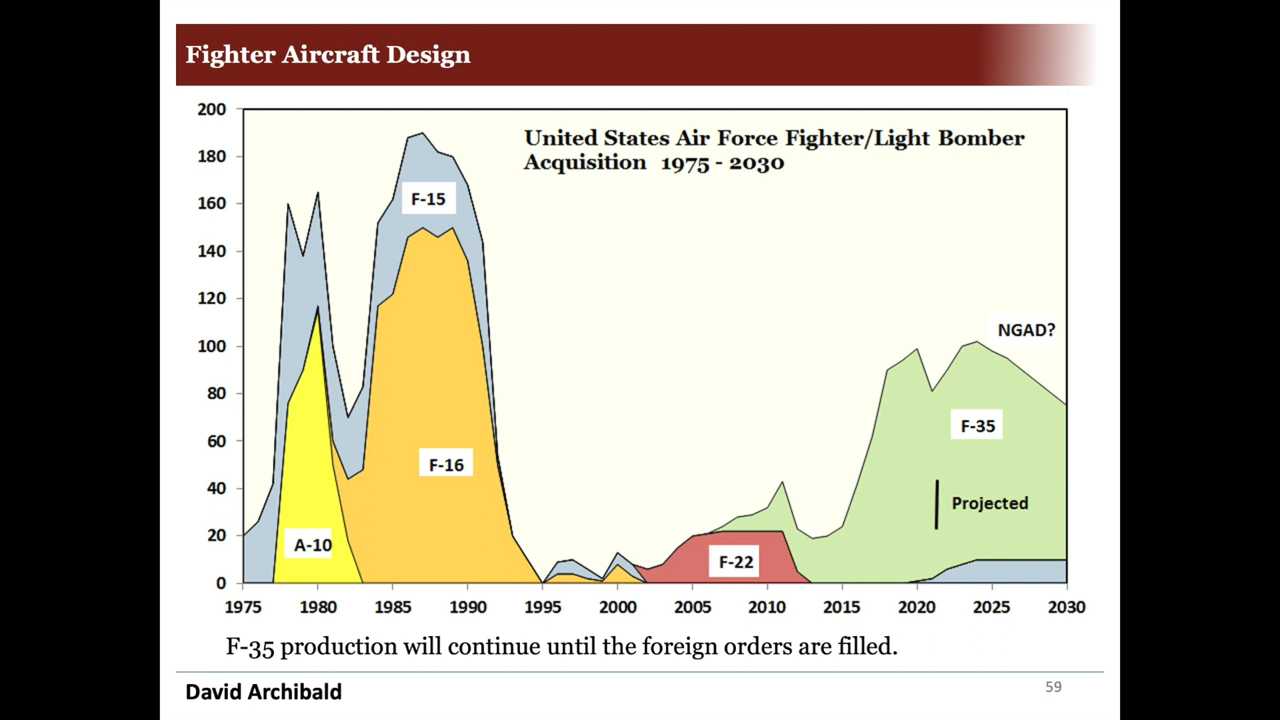 Fighter Aircraft Design
United States Air Force Fighter/Light Bomber
Acquisition 1975 - 2030
200
180
160
140
120
100
80
60
40
20
0
F-15
F-16
A-10
F-22
NGAD?
F-35
Projected
1975 1980 1985 1990 1995 2000 2005 2010 2015 2020 2025 2030
F-35 production will continue until the foreign orders are filled.
David Archibald
59